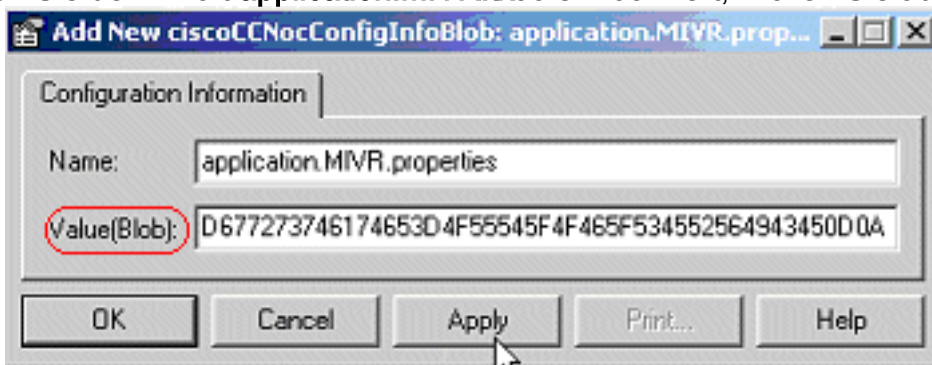 Add New ciscoCCNocConfigInfoBlob: application.MIVR.prop...
Configuration Information
Name: application.MIVR.properties
Value(Blob): D677273746174653D4F55545F4F465F534552564943450D0A
OK Cancel Apply Print... Help